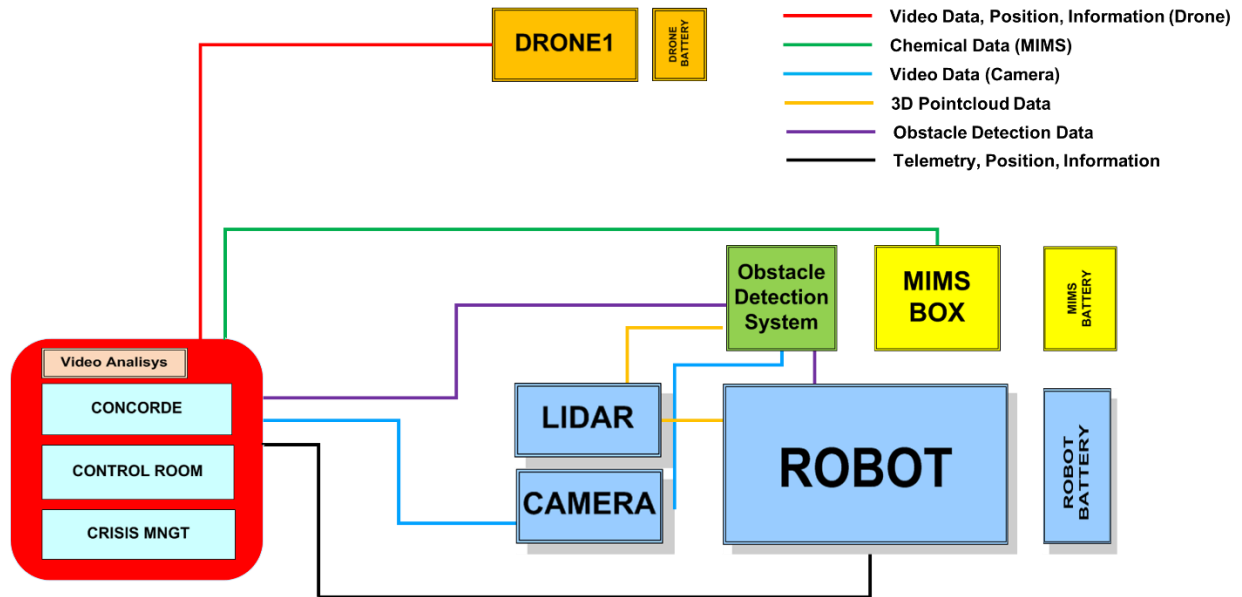 DRONE1
DRONE
BATTERY
Video Data, Position, Information (Drone)
Chemical Data (MIMS)
Video Data (Camera)
3D Pointcloud Data
Obstacle Detection Data
Telemetry, Position, Information
Obstacle
Detection
System
MIMS
BOX
MIMS
BATTERY
Video Analisys
CONCORDE
CONTROL ROOM
CRISIS MNGT
LIDAR
CAMERA
ROBOT
ROBOT
BATTERY